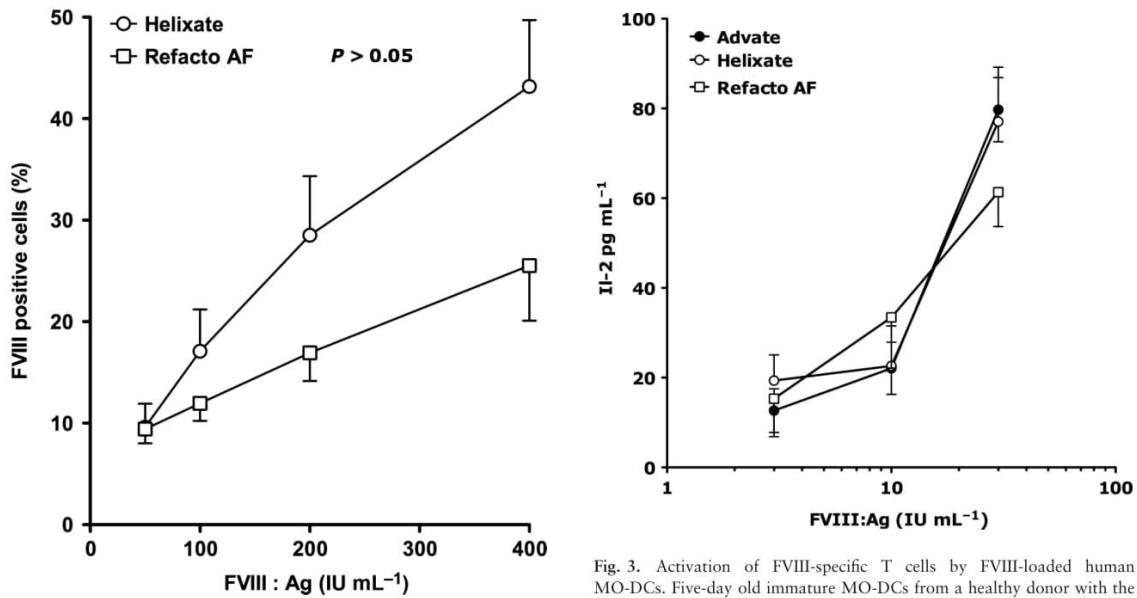 50
40
30
20
10
0
FVIII positive cells (%)
Helixate
Refacto AF
P > 0.05
0 100 200 300 400
FVIII : Ag (IU mL⁻¹)
100
80
60
40
20
0
Il-2 pg mL⁻¹
Advate
Helixate
Refacto AF
1 10 100
FVIII:Ag (IU mL⁻¹)
Fig. 3. Activation of FVIII-specific T cells by FVIII-loaded human
MO-DCs. Five-day old immature MO-DCs from a healthy donor with the